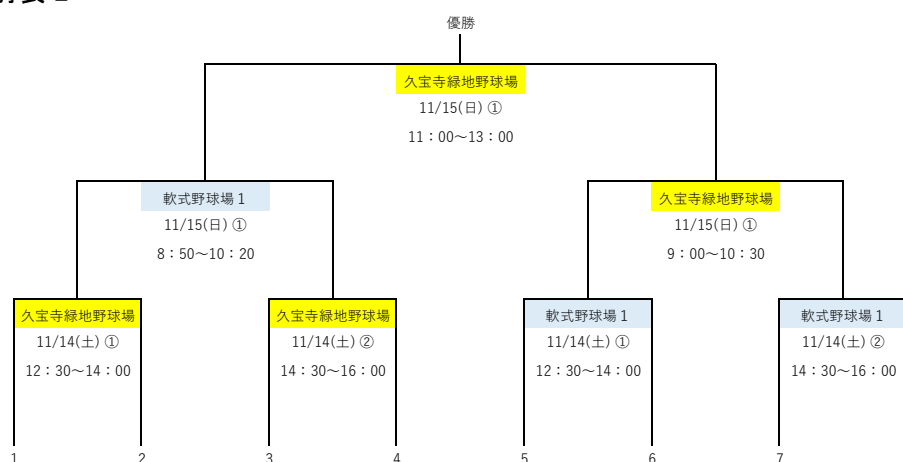 優勝
久宝寺緑地野球場
11/15(日) ①
11：00～13：00
軟式野球場１
11/15(日) ①
8：50～10：20
久宝寺緑地野球場
11/15(日) ①
9：00～10：30
久宝寺緑地野球場
11/14(土) ①
12：30～14：00
久宝寺緑地野球場
11/14(土) ②
14：30～16：00
軟式野球場１
11/14(土) ①
12：30～14：00
軟式野球場１
11/14(土) ②
14：30～16：00
1 2 3 4 5 6 7